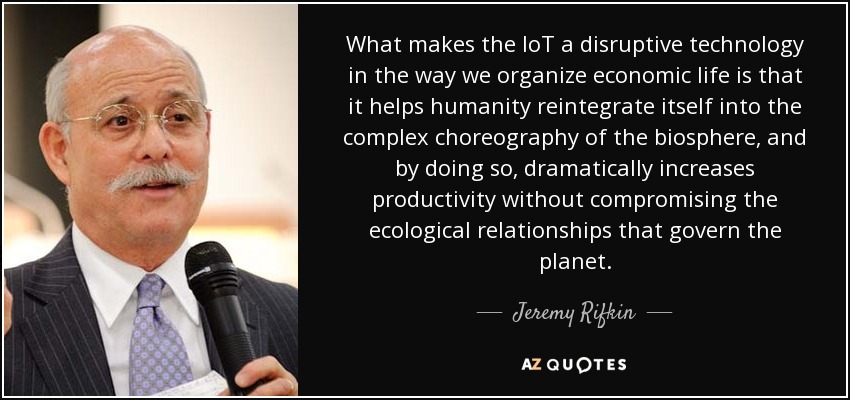 What makes the IoT a disruptive technology
in the way we organize economic life is that
it helps humanity reintegrate itself into the
complex choreography of the biosphere, and
by doing so, dramatically increases
productivity without compromising the
ecological relationships that govern the
planet.
Jeremy Rifkin
AZ QUOTES